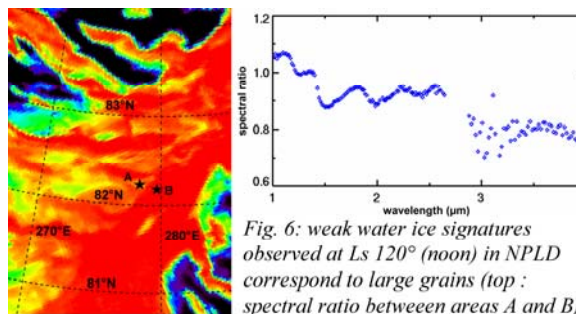 83°N
A
B
82°N
270°E
280°E
81°N
1.2
1.0
0.8
0.6
spectral ratio
1
2
3
wavelength (µm)
Fig. 6: weak water ice signatures
observed at Ls 120° (noon) in NPLD
correspond to large grains (top :
spectral ratio betweeen areas A and B)